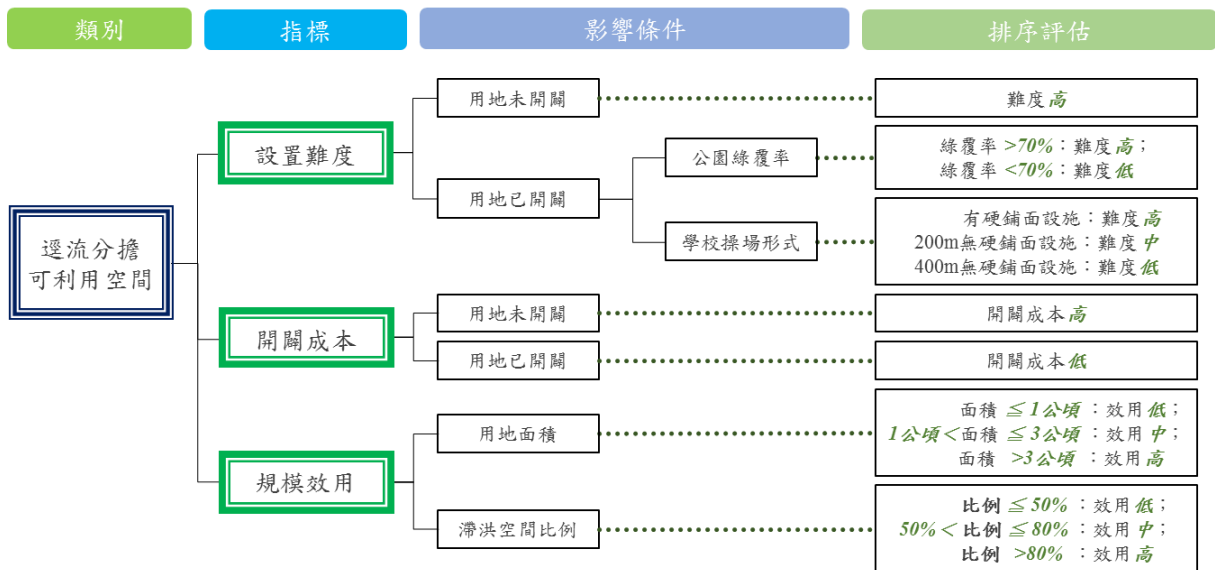 類別
指標
影響條件
排序評估
逕流分擔
可利用空間
設置難度
用地未開闢
難度高
用地已開闢
公園綠覆率
綠覆率 >70%：難度高；
綠覆率 <70%：難度低
學校操場形式
有硬鋪面設施：難度高
200m無硬鋪面設施：難度中
400m無硬鋪面設施：難度低
開闢成本
用地未開闢
開闢成本高
用地已開闢
開闢成本低
規模效用
用地面積
面積 ≦1公頃：效用低；
1公頃<面積 ≦3公頃：效用中；
面積 >3公頃：效用高
滯洪空間比例
比例 ≦50%：效用低；
50%< 比例 ≦80%：效用中；
比例 >80%：效用高